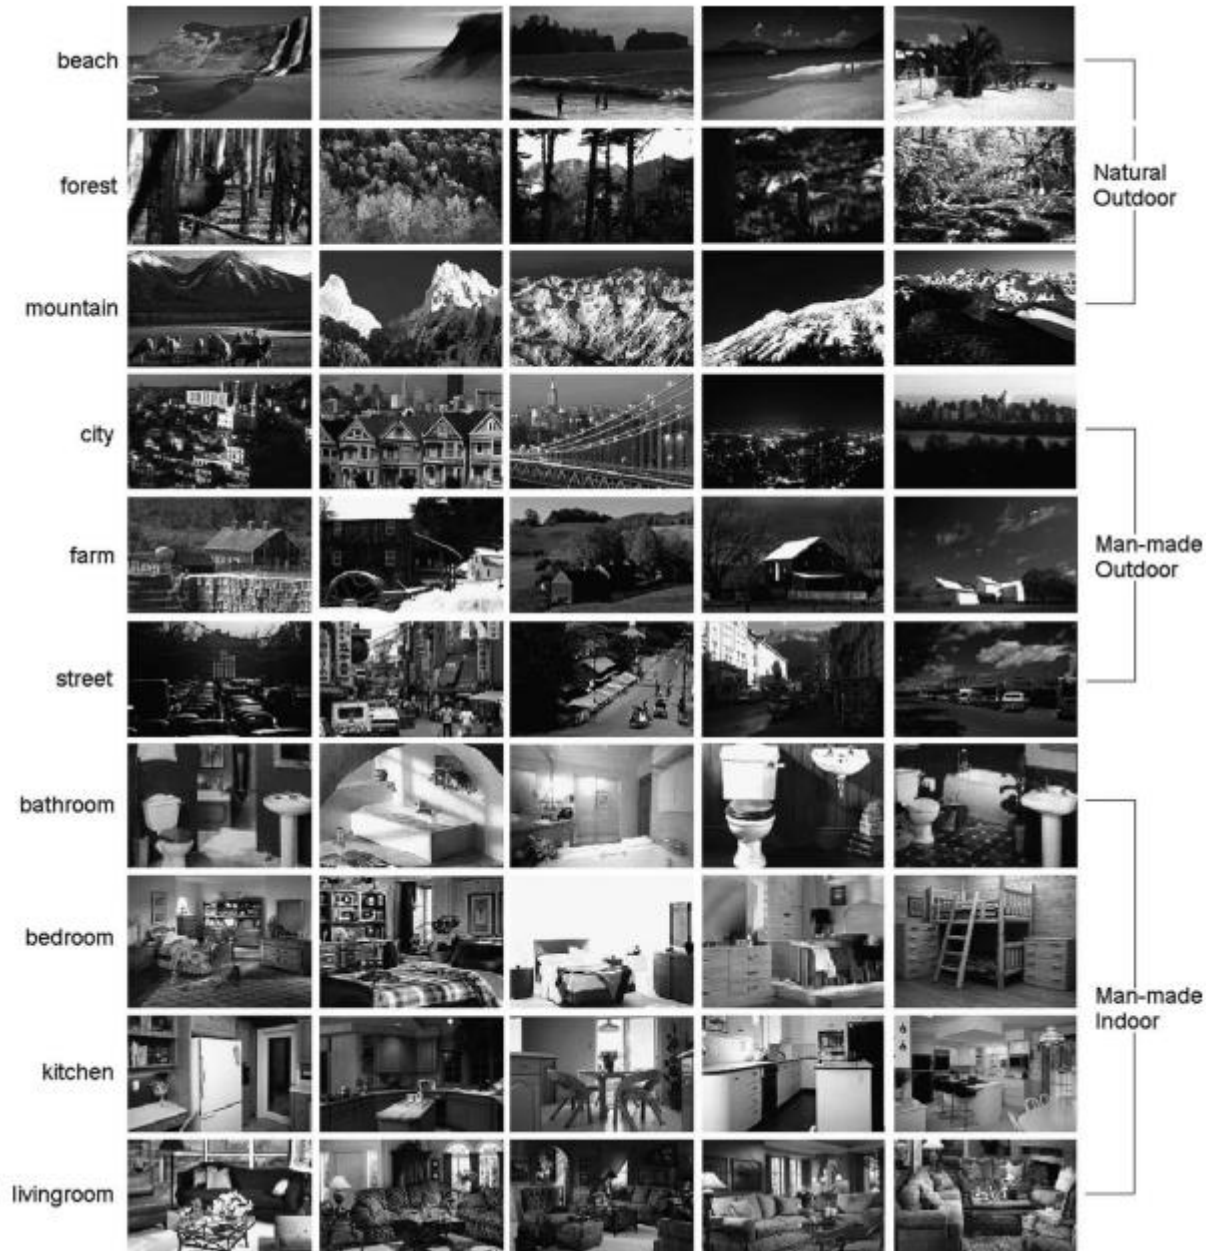 beach
forest
Natural
Outdoor
mountain
city
farm
Man-made
Outdoor
street
bathroom
bedroom
Man-made
Indoor
kitchen
livingroom